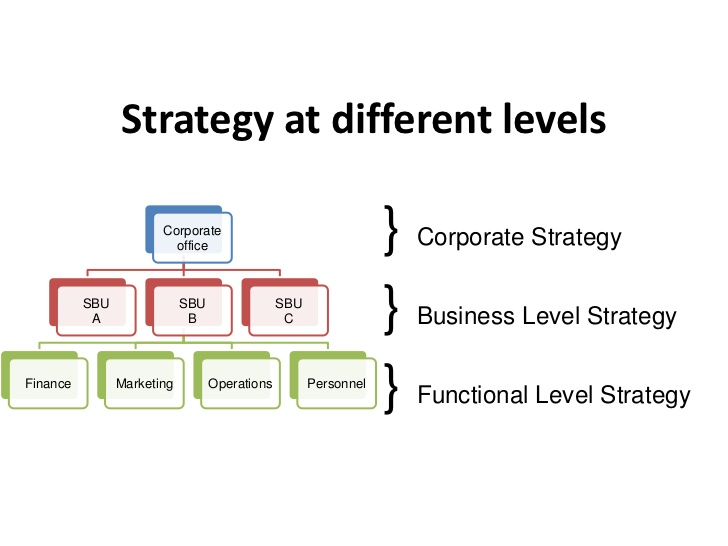 Strategy at different levels
Corporate
office
} Corporate Strategy
SBU
A
SBU
B
SBU
C
} Business Level Strategy
Finance
Marketing
Operations
Personnel
} Functional Level Strategy